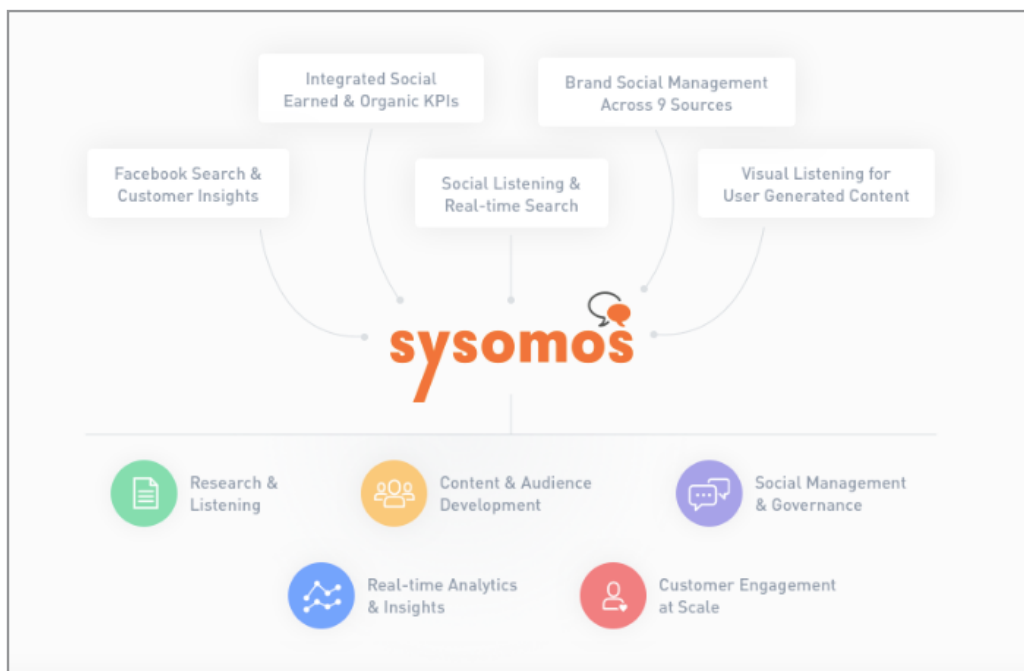 Integrated Social
Earned & Organic KPIs
Brand Social Management
Across 9 Sources
Facebook Search &
Customer Insights
Social Listening &
Real-time Search
Visual Listening for
User Generated Content
sysomos
Research &
Listening
Content & Audience
Development
Social Management
& Governance
Real-time Analytics
& Insights
Customer Engagement
at Scale